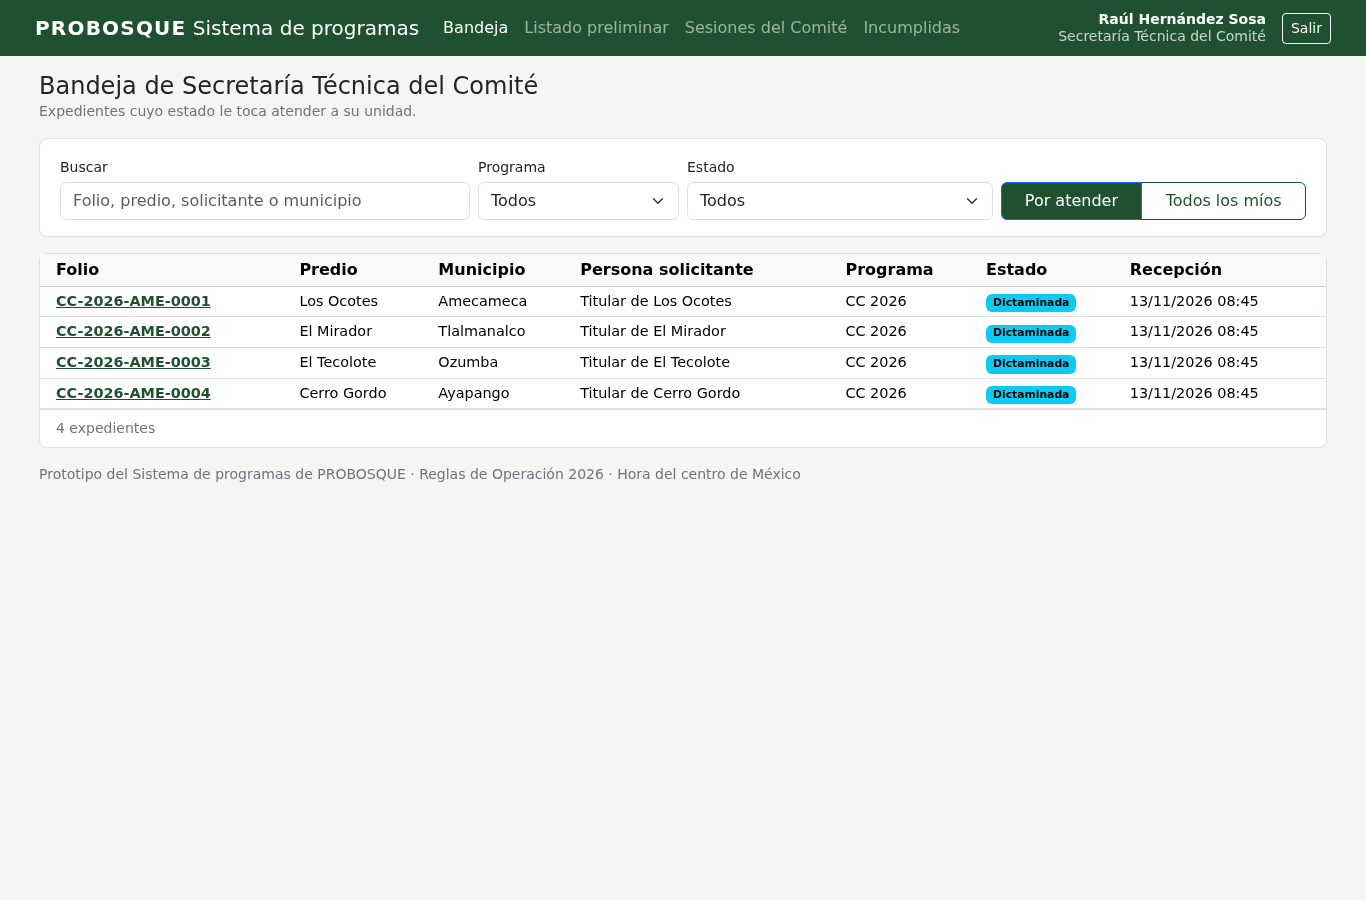 PROBOSQUE Sistema de programas Bandeja Listado preliminar Sesiones del Comité Incumplidas
Raúl Hernández Sosa
Secretaría Técnica del Comité
Salir
Bandeja de Secretaría Técnica del Comité
Expedientes cuyo estado le toca atender a su unidad.
Buscar Programa Estado
Folio, predio, solicitante o municipio Todos Todos Por atender Todos los míos
Folio Predio Municipio Persona solicitante Programa Estado Recepción
CC-2026-AME-0001 Los Ocotes Amecameca Titular de Los Ocotes CC 2026 Dictaminada 13/11/2026 08:45
CC-2026-AME-0002 El Mirador Tlalmanalco Titular de El Mirador CC 2026 Dictaminada 13/11/2026 08:45
CC-2026-AME-0003 El Tecolote Ozumba Titular de El Tecolote CC 2026 Dictaminada 13/11/2026 08:45
CC-2026-AME-0004 Cerro Gordo Ayapango Titular de Cerro Gordo CC 2026 Dictaminada 13/11/2026 08:45
4 expedientes
Prototipo del Sistema de programas de PROBOSQUE · Reglas de Operación 2026 · Hora del centro de México